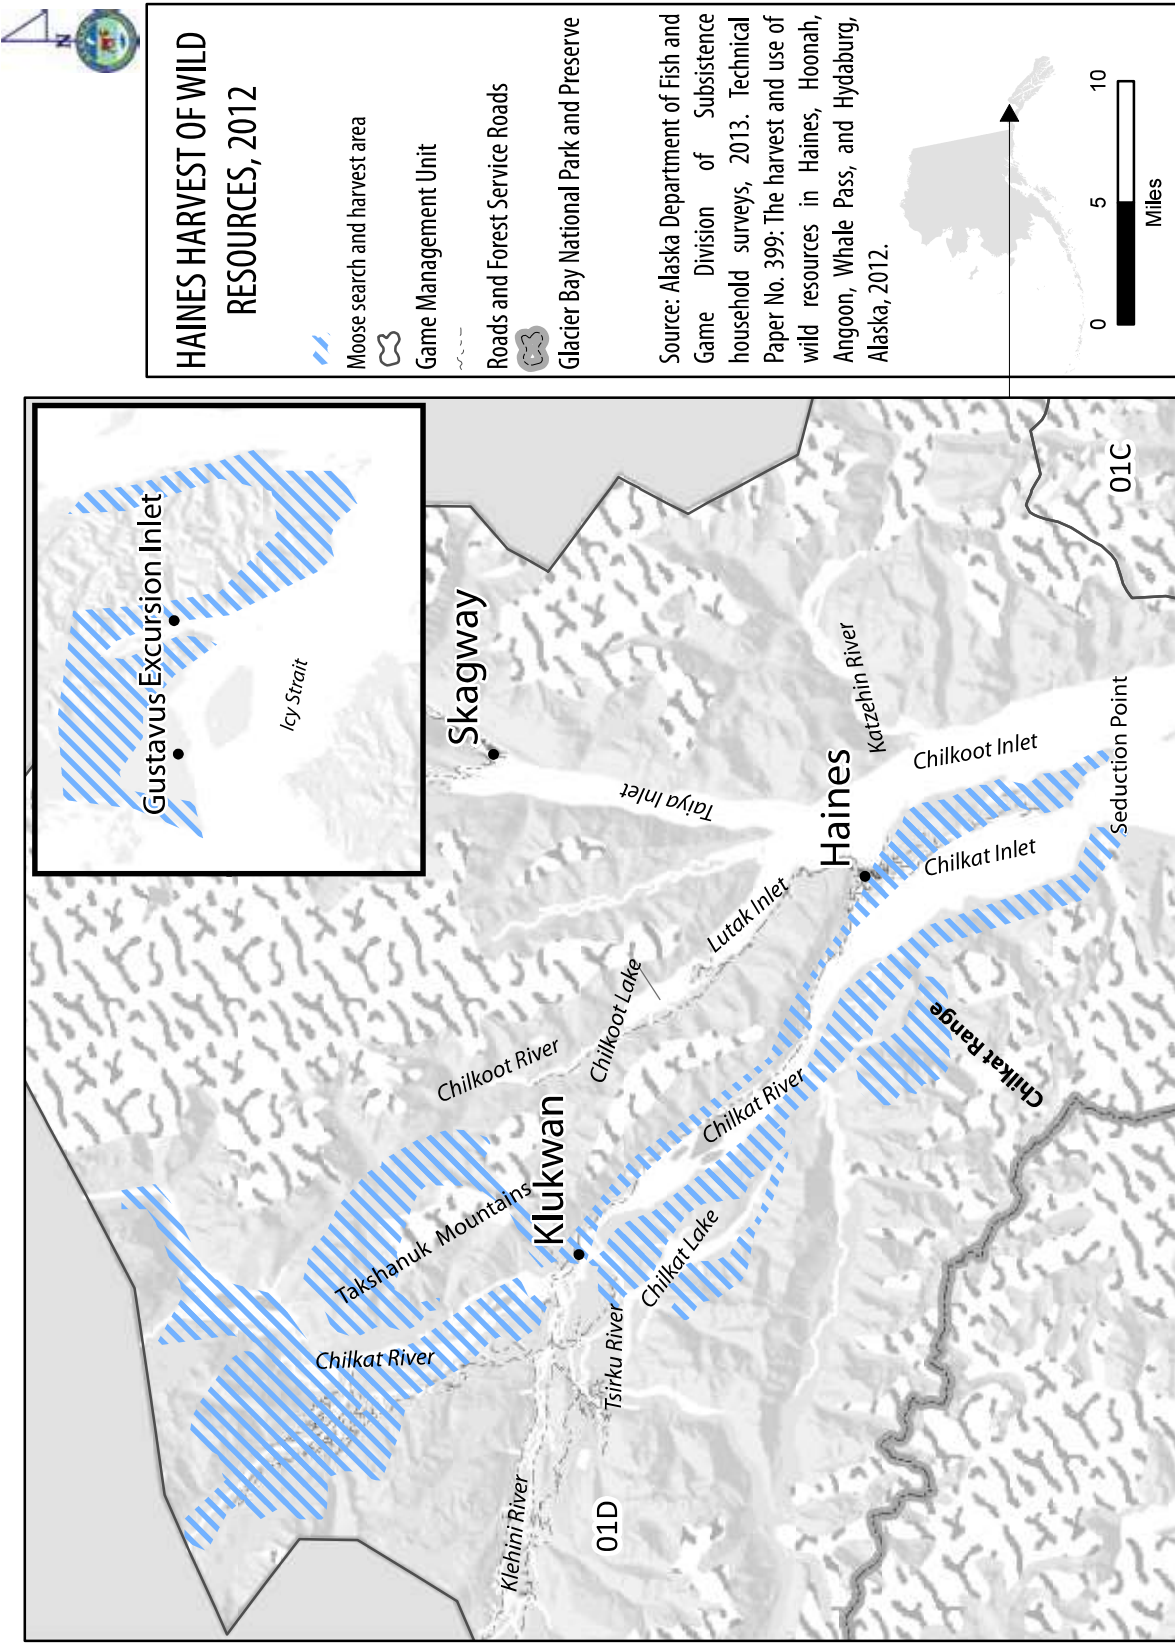 HAINES HARVEST OF WILD
RESOURCES, 2012
Moose search and harvest area
Game Management Unit
Roads and Forest Service Roads
Glacier Bay National Park and Preserve
Source: Alaska Department of Fish and
Game Division of Subsistence
household surveys, 2013. Technical
Paper No. 399: The harvest and use of
wild resources in Haines, Hoonah,
Angoon, Whale Pass, and Hydaburg,
Alaska, 2012.
0 5 10
Miles
N
Gustavus
Excursion Inlet
Icy Strait
Skagway
Taiya Inlet
Katzehin River
Haines
Chilkoot Inlet
Chilkat Inlet
Seduction Point
Lutak Inlet
Chilkoot Lake
Chilkoot River
Chilkat River
Chilkat Range
Klukwan
Takshanuk Mountains
Chilkat Lake
Chilkat River
Tsirku River
Klehini River
01D
01C